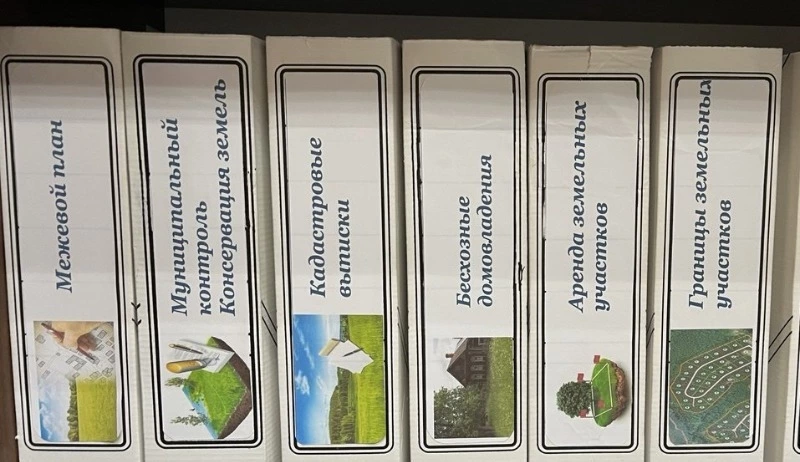 Межевой план
Муниципальный
контроль
Консервация земель
Кадастровые
выписки
Бесхозные
домовладения
Аренда земельных
участков
Границы земельных
участков